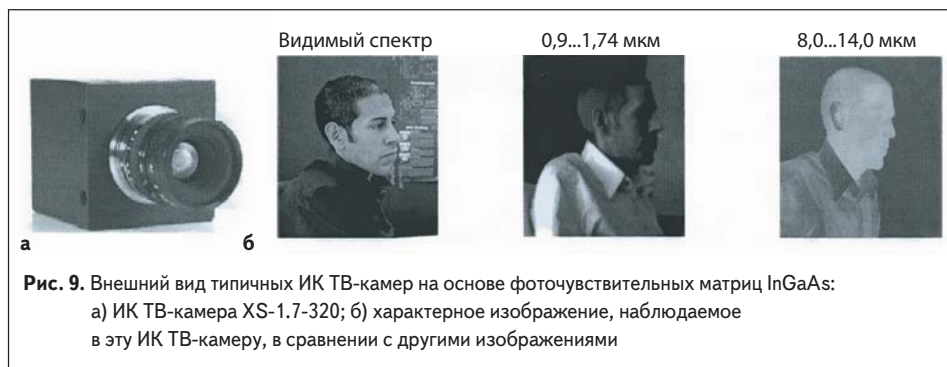 Видимый спектр
0,9...1,74 мкм
8,0...14,0 мкм
а
б
Рис. 9. Внешний вид типичных ИК ТВ-камер на основе фоточувствительных матриц InGaAs:
а) ИК ТВ-камера XS-1.7-320; б) характерное изображение, наблюдаемое
в эту ИК ТВ-камеру, в сравнении с другими изображениями